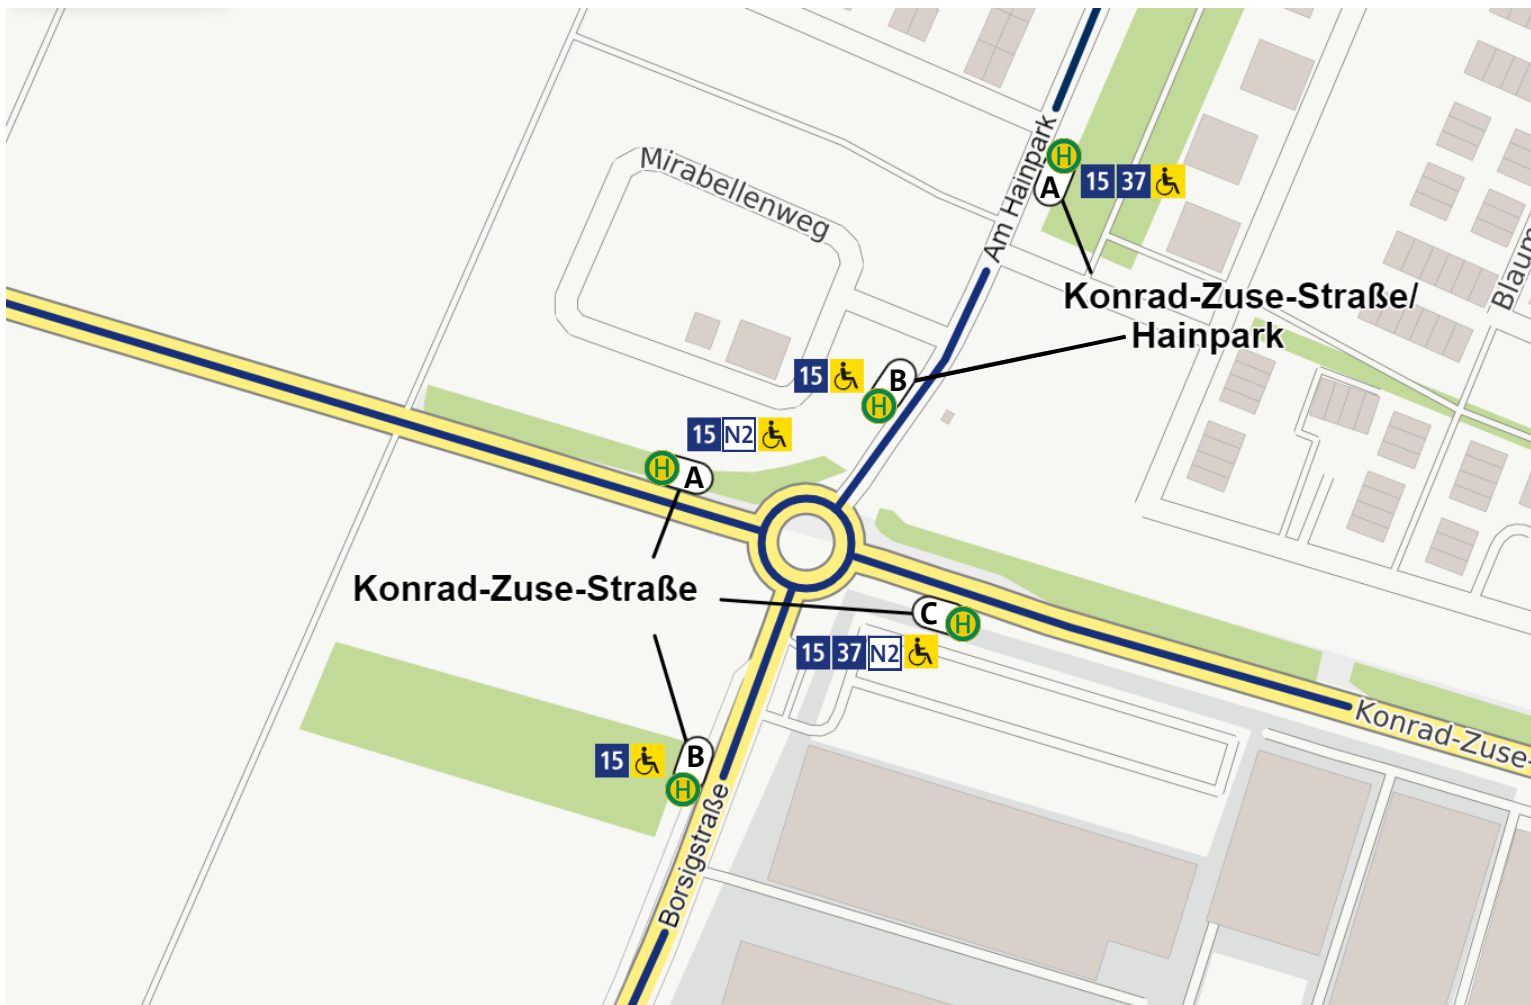 Mirabellenweg
Am Hainpark
H
A
15 37
Konrad-Zuse-Straße/
Hainpark
Blaum
15
B
H
15 N2
H
A
Konrad-Zuse-Straße
C
H
15 37 N2
15
B
H
Konrad-Zuse-
Borsigstraße